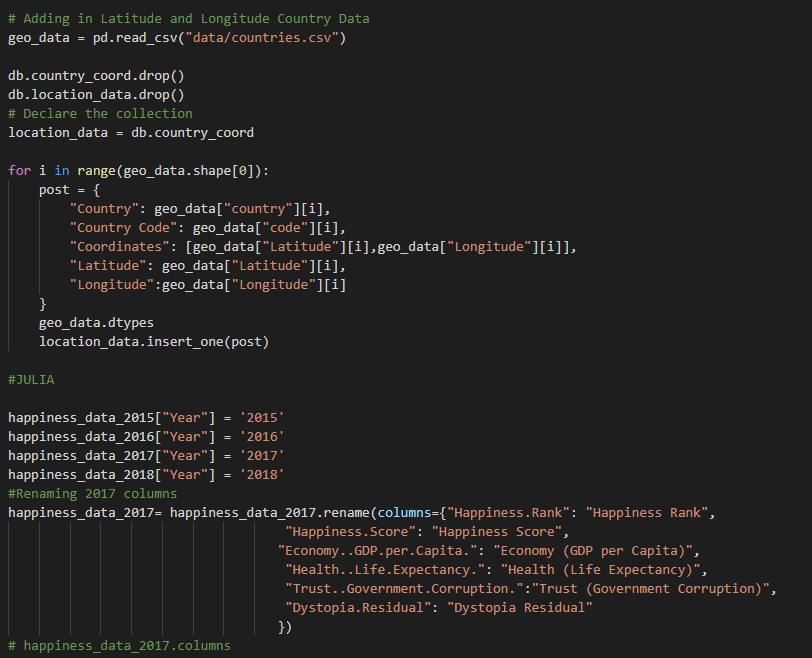 # Adding in Latitude and Longitude Country Data
geo_data = pd.read_csv("data/countries.csv")
db.country_coord.drop()
db.location_data.drop()
# Declare the collection
location_data = db.country_coord
for i in range(geo_data.shape[0]):
    post = {
        "Country": geo_data["country"][i],
        "Country Code": geo_data["code"][i],
        "Coordinates": [geo_data["Latitude"][i],geo_data["Longitude"][i]],
        "Latitude": geo_data["Latitude"][i],
        "Longitude":geo_data["Longitude"][i]
    }
    geo_data.dtypes
    location_data.insert_one(post)
#JULIA
happiness_data_2015["Year"] = '2015'
happiness_data_2016["Year"] = '2016'
happiness_data_2017["Year"] = '2017'
happiness_data_2018["Year"] = '2018'
#Renaming 2017 columns
happiness_data_2017= happiness_data_2017.rename(columns={"Happiness.Rank": "Happiness Rank",
                                    "Happiness.Score": "Happiness Score",
                                   "Economy..GDP.per.Capita.": "Economy (GDP per Capita)",
                                    "Health..Life.Expectancy.": "Health (Life Expectancy)",
                                    "Trust..Government.Corruption.":"Trust (Government Corruption)",
                                    "Dystopia.Residual": "Dystopia Residual"
                                   })
# happiness_data_2017.columns